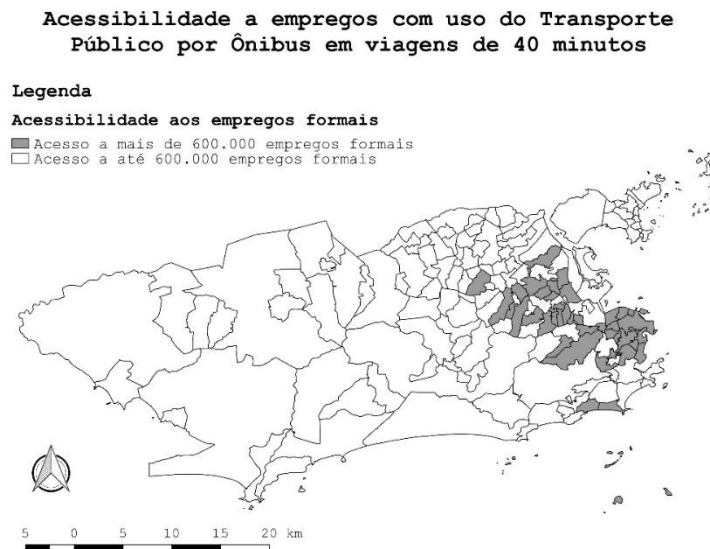 Acessibilidade a empregos com uso do Transporte
Público por Ônibus em viagens de 40 minutos
Legenda
Acessibilidade aos empregos formais
Acesso a mais de 600.000 empregos formais
Acesso a até 600.000 empregos formais
5 0 5 10 15 20 km